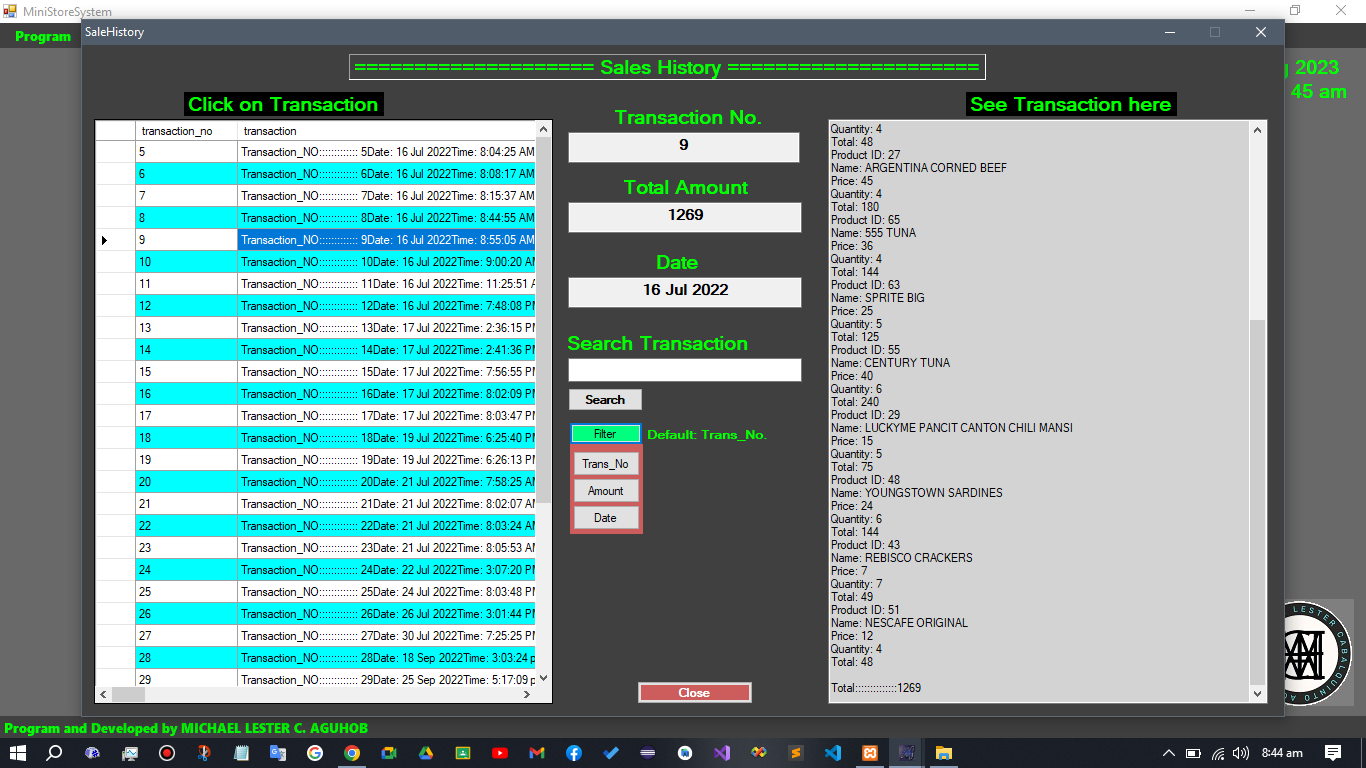 MiniStoreSystem
Program
SaleHistory
==================== Sales History =====================
2023
45 am
Click on Transaction
transaction_no transaction
5 Transaction_NO::::::::::::: 5Date: 16 Jul 2022Time: 8:04:25 AM
6 Transaction_NO::::::::::::: 6Date: 16 Jul 2022Time: 8:08:17 AM
7 Transaction_NO::::::::::::: 7Date: 16 Jul 2022Time: 8:15:37 AM
8 Transaction_NO::::::::::::: 8Date: 16 Jul 2022Time: 8:44:55 AM
9 Transaction_NO::::::::::::: 9Date: 16 Jul 2022Time: 8:55:05 AM
10 Transaction_NO::::::::::::: 10Date: 16 Jul 2022Time: 9:00:20 AM
11 Transaction_NO::::::::::::: 11Date: 16 Jul 2022Time: 11:25:51 A
12 Transaction_NO::::::::::::: 12Date: 16 Jul 2022Time: 7:48:08 PM
13 Transaction_NO::::::::::::: 13Date: 17 Jul 2022Time: 2:36:15 PM
14 Transaction_NO::::::::::::: 14Date: 17 Jul 2022Time: 2:41:36 PM
15 Transaction_NO::::::::::::: 15Date: 17 Jul 2022Time: 7:56:55 PM
16 Transaction_NO::::::::::::: 16Date: 17 Jul 2022Time: 8:02:09 PM
17 Transaction_NO::::::::::::: 17Date: 17 Jul 2022Time: 8:03:47 PM
18 Transaction_NO::::::::::::: 18Date: 19 Jul 2022Time: 6:25:40 PM
19 Transaction_NO::::::::::::: 19Date: 19 Jul 2022Time: 6:26:13 PM
20 Transaction_NO::::::::::::: 20Date: 21 Jul 2022Time: 7:58:25 AM
21 Transaction_NO::::::::::::: 21Date: 21 Jul 2022Time: 8:02:07 AM
22 Transaction_NO::::::::::::: 22Date: 21 Jul 2022Time: 8:03:24 AM
23 Transaction_NO::::::::::::: 23Date: 21 Jul 2022Time: 8:05:53 AM
24 Transaction_NO::::::::::::: 24Date: 22 Jul 2022Time: 3:07:20 PM
25 Transaction_NO::::::::::::: 25Date: 24 Jul 2022Time: 8:03:48 PM
26 Transaction_NO::::::::::::: 26Date: 26 Jul 2022Time: 3:01:44 PM
27 Transaction_NO::::::::::::: 27Date: 30 Jul 2022Time: 7:25:25 PM
28 Transaction_NO::::::::::::: 28Date: 18 Sep 2022Time: 3:03:24 p
29 Transaction_NO::::::::::::: 29Date: 25 Sep 2022Time: 5:17:09 p
Transaction No.
9
Total Amount
1269
Date
16 Jul 2022
Search Transaction
Search
Filter Default: Trans_No.
Trans_No
Amount
Date
Close
See Transaction here
Quantity: 4
Total: 48
Product ID: 27
Name: ARGENTINA CORNED BEEF
Price: 45
Quantity: 4
Total: 180
Product ID: 65
Name: 555 TUNA
Price: 36
Quantity: 4
Total: 144
Product ID: 63
Name: SPRITE BIG
Price: 25
Quantity: 5
Total: 125
Product ID: 55
Name: CENTURY TUNA
Price: 40
Quantity: 6
Total: 240
Product ID: 29
Name: LUCKYME PANCIT CANTON CHILI MANSI
Price: 15
Quantity: 5
Total: 75
Product ID: 48
Name: YOUNGSTOWN SARDINES
Price: 24
Quantity: 6
Total: 144
Product ID: 43
Name: REBISCO CRACKERS
Price: 7
Quantity: 7
Total: 49
Product ID: 51
Name: NESCAFE ORIGINAL
Price: 12
Quantity: 4
Total: 48
Total::::::::::::::1269
LESTER CABALQUINTO
Program and Developed by MICHAEL LESTER C. AGUHOB
8:44 am